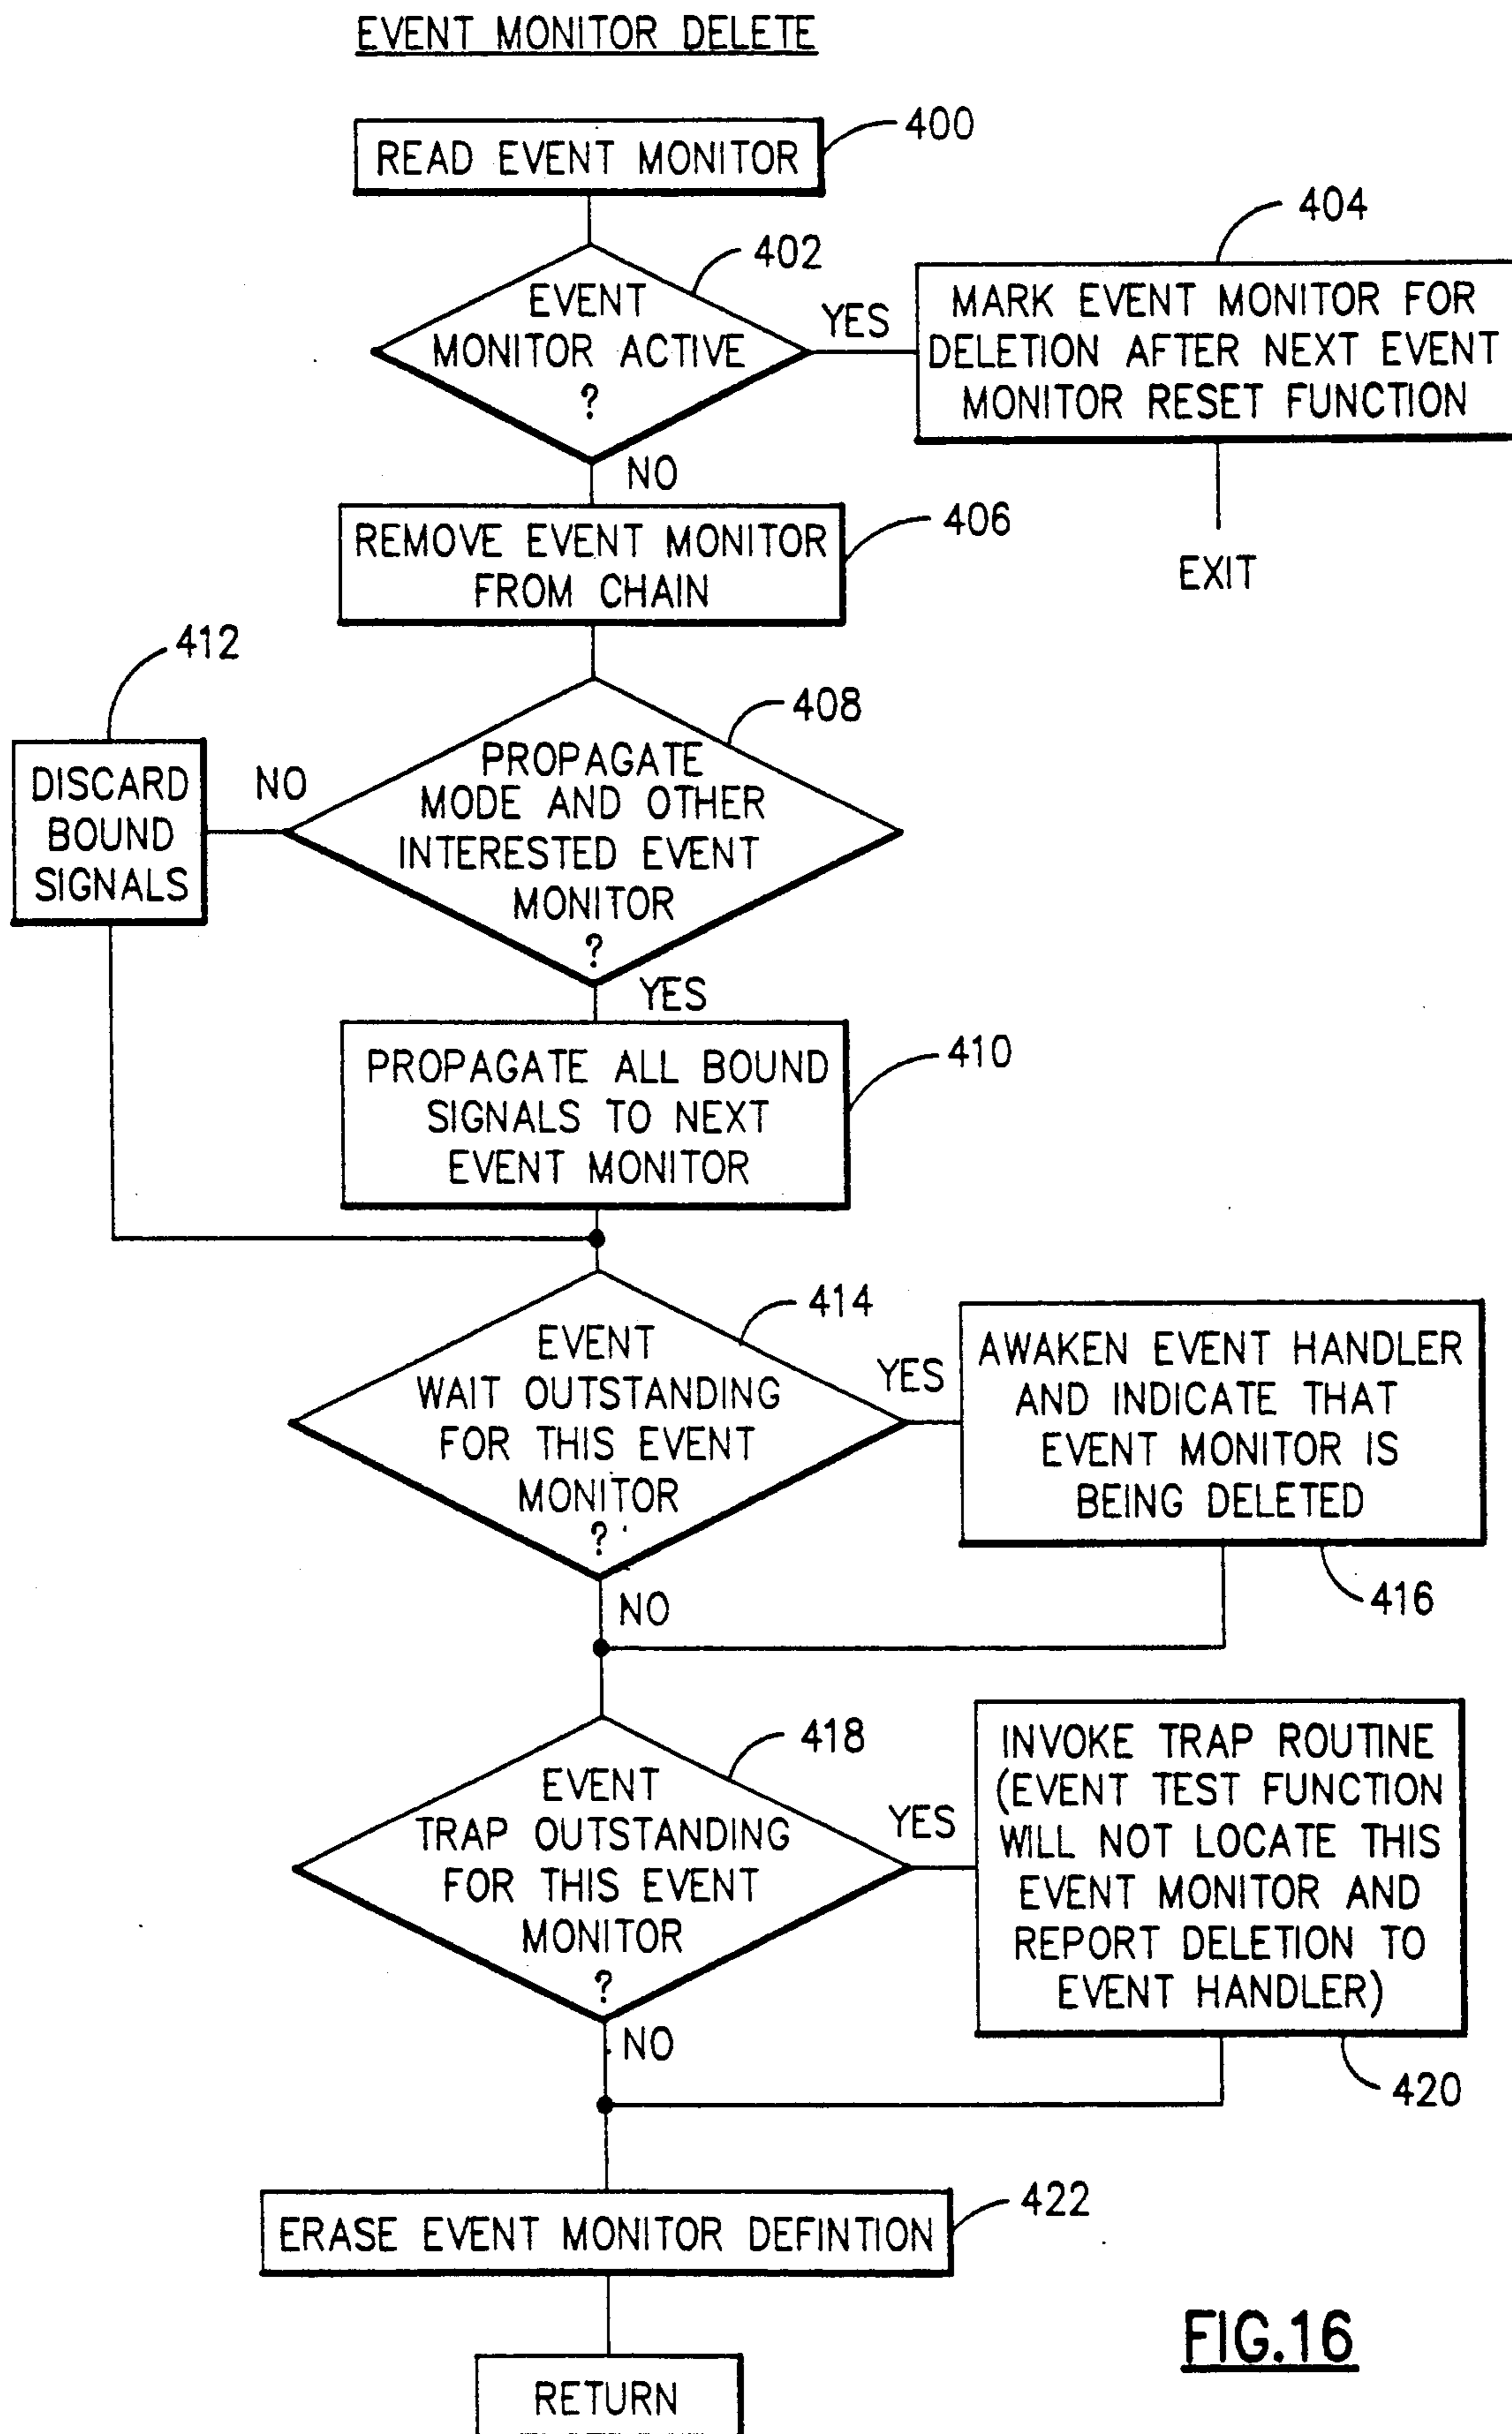 EVENT MONITOR DELETE
READ EVENT MONITOR
400
402
EVENT
MONITOR ACTIVE
?
YES
404
MARK EVENT MONITOR FOR
DELETION AFTER NEXT EVENT
MONITOR RESET FUNCTION
EXIT
NO
REMOVE EVENT MONITOR
FROM CHAIN
406
412
DISCARD
BOUND
SIGNALS
NO
408
PROPAGATE
MODE AND OTHER
INTERESTED EVENT
MONITOR
?
YES
PROPAGATE ALL BOUND
SIGNALS TO NEXT
EVENT MONITOR
410
414
EVENT
WAIT OUTSTANDING
FOR THIS EVENT
MONITOR
?
YES
AWAKEN EVENT HANDLER
AND INDICATE THAT
EVENT MONITOR IS
BEING DELETED
416
NO
418
EVENT
TRAP OUTSTANDING
FOR THIS EVENT
MONITOR
?
YES
INVOKE TRAP ROUTINE
(EVENT TEST FUNCTION
WILL NOT LOCATE THIS
EVENT MONITOR AND
REPORT DELETION TO
EVENT HANDLER)
420
NO
ERASE EVENT MONITOR DEFINTION
422
RETURN
FIG.16